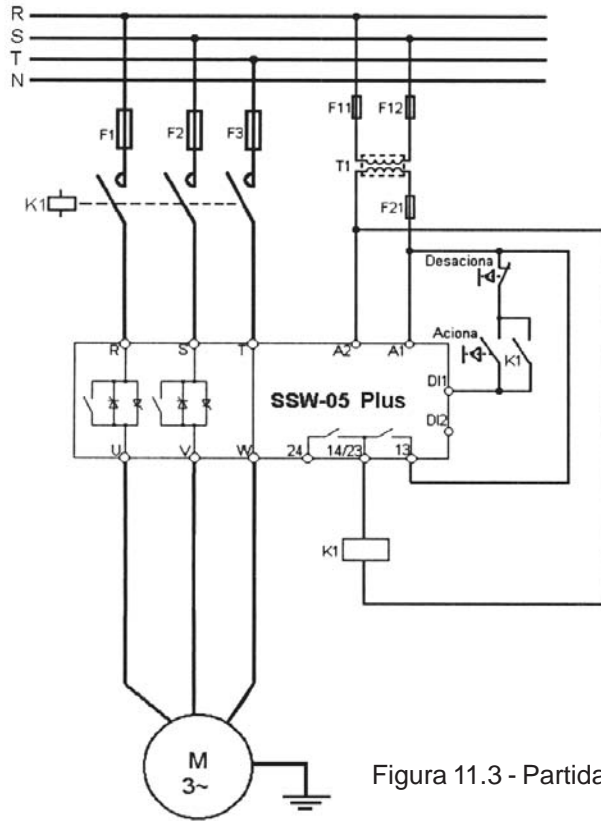 R
S
T
N
F1
F2
F3
F11
F12
T1
F21
K1
Desaciona
Aciona
K1
R
S
T
A2
A1
SSW-05 Plus
DI1
DI2
U
V
W
24
14/23
13
K1
M
3~
Figura 11.3 - Partida